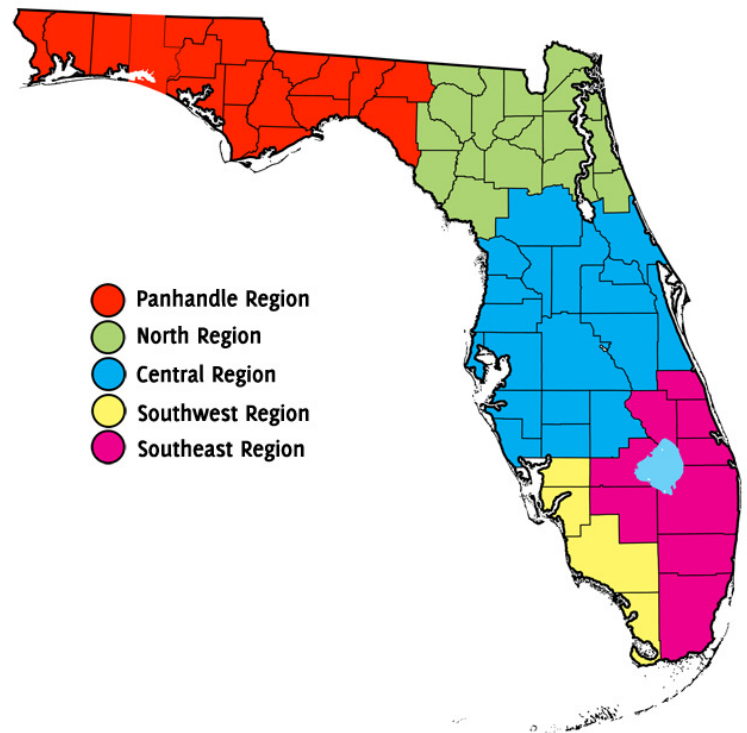 Panhandle Region
North Region
Central Region
Southwest Region
Southeast Region